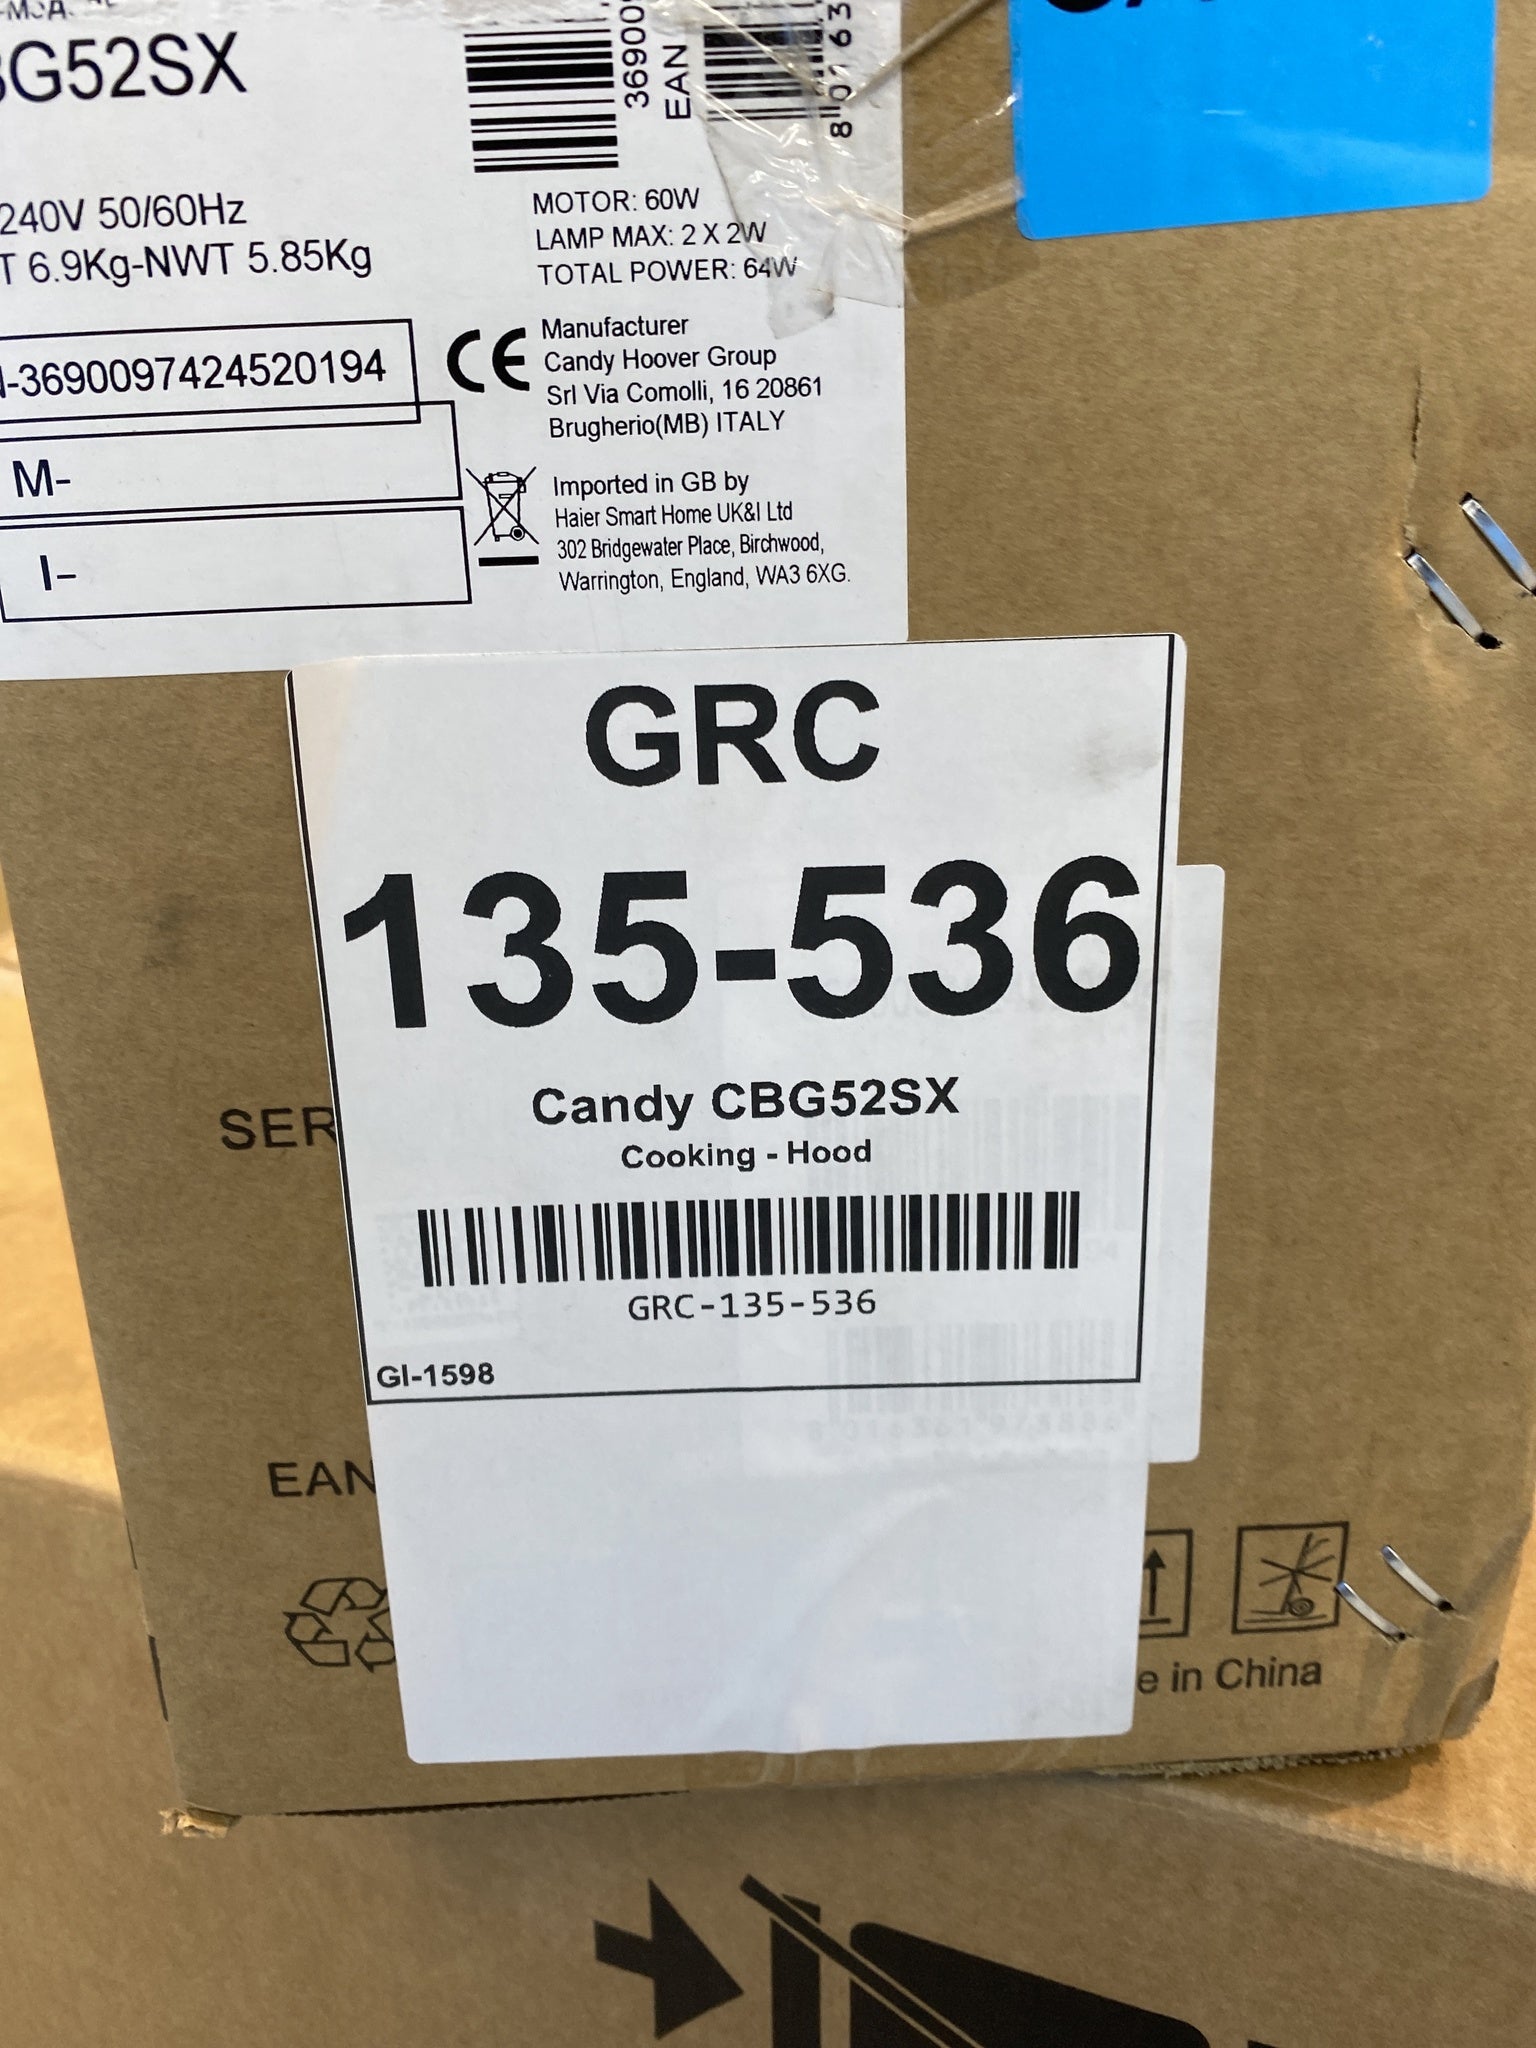 BG52SX
36900
EAN
240V 50/60Hz
T 6.9Kg-NWT 5.85Kg
MOTOR: 60W
LAMP MAX: 2 X 2W
TOTAL POWER: 64W
-3690097424520194
M-
I-
CE
Manufacturer
Candy Hoover Group
Srl Via Comolli, 16 20861
Brugherio(MB) ITALY
Imported in GB by
Haier Smart Home UK&I Ltd
302 Bridgewater Place, Birchwood,
Warrington, England, WA3 6XG.
GRC
135-536
Candy CBG52SX
Cooking - Hood
GRC-135-536
GI-1598
SER
EAN
e in China